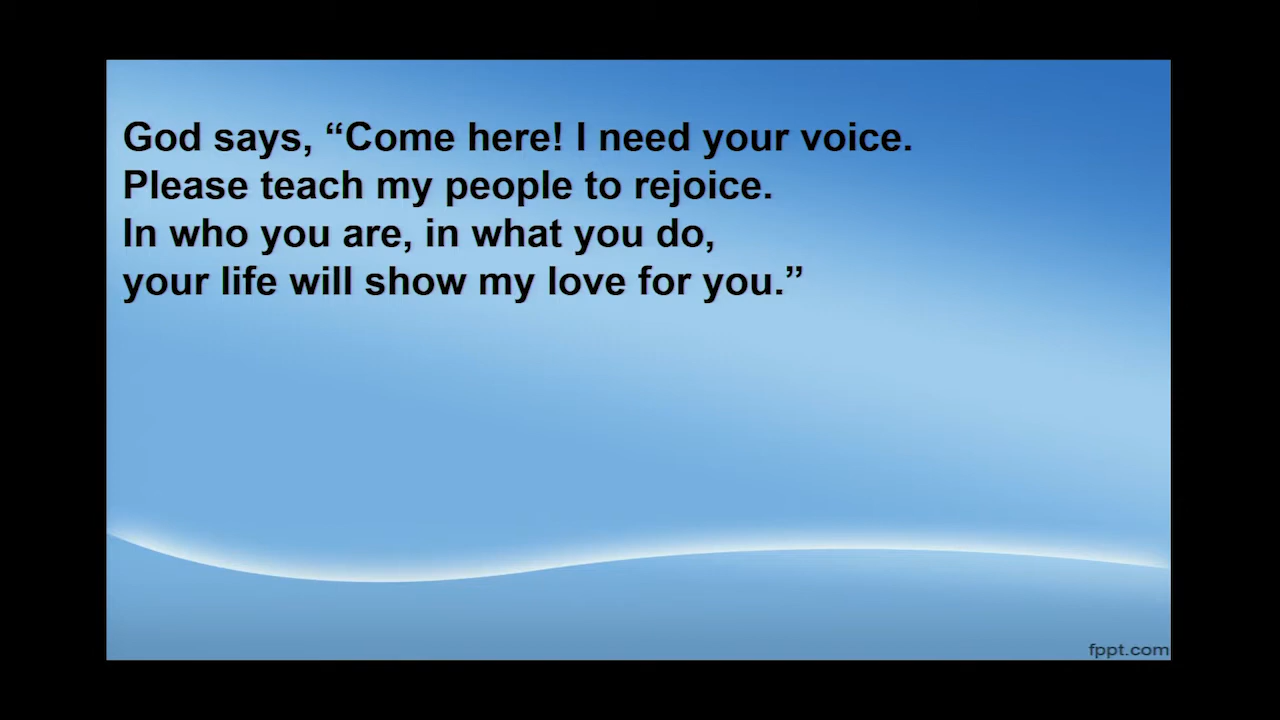 God says, “Come here! I need your voice.
Please teach my people to rejoice.
In who you are, in what you do,
your life will show my love for you.”
fppt.com